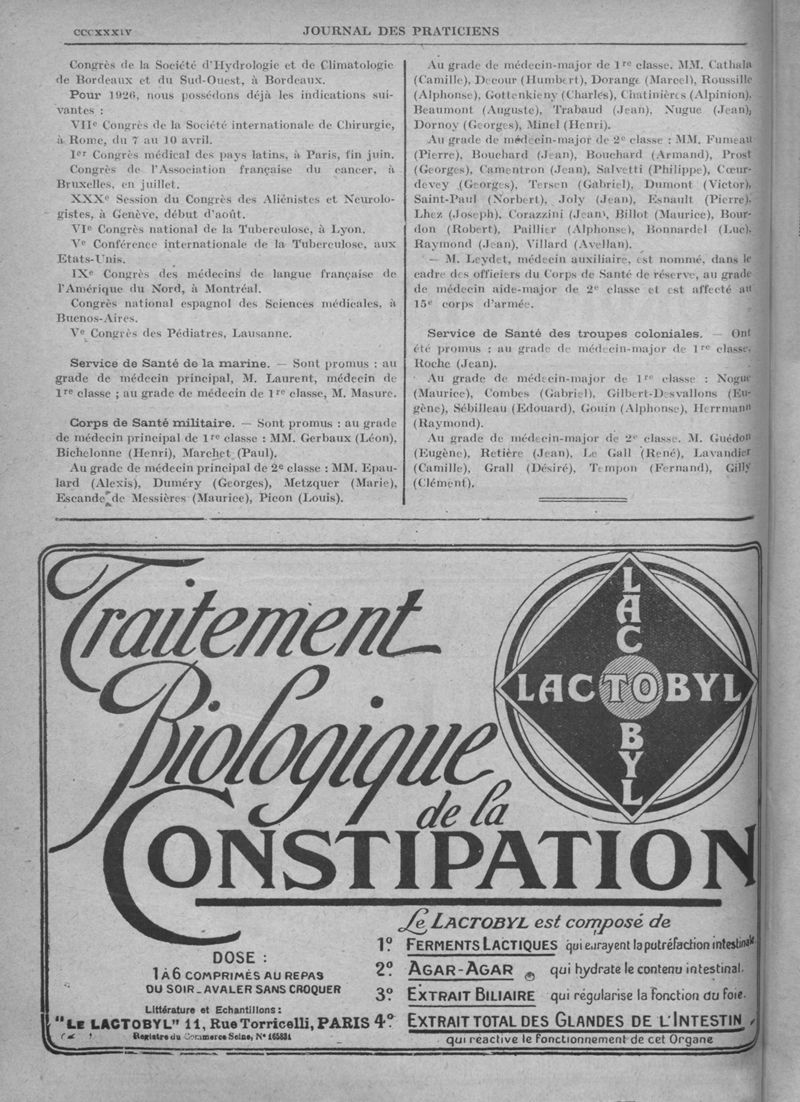 CCCXXXIV
JOURNAL DES PRATICIENS
Congrès de la Société d'Hydrologie et de Climatologie
de Bordeaux et du Sud-Ouest, à Bordeaux.
Pour 1926, nous possédons déjà les indications sui-
vantes :
VIIe Congrès de la Société internationale de Chirurgie,
à Rome, du 7 au 10 avril.
Ier Congrès médical des pays latins, à Paris, fin juin.
Congrès de l'Association française du cancer, à
Bruxelles, en juillet.
XXXe Session du Congrès des Aliénistes et Neurolo-
gistes, à Genève, début d'août.
VIe Congrès national de la Tuberculose, à Lyon.
Ve Conférence internationale de la Tuberculose, aux
Etats-Unis.
IXe Congrès des médecins de langue française de
l'Amérique du Nord, à Montréal.
Congrès national espagnol des Sciences médicales, à
Buenos-Aires.
Ve Congrès des Pédiatres, Lausanne.
Service de Santé de la marine. — Sont promus : au
grade de médecin principal, M. Laurent, médecin de
1re classe ; au grade de médecin de 1re classe, M. Masure.
Corps de Santé militaire. — Sont promus : au grade
de médecin principal de 1re classe : MM. Gerbaux (Léon),
Bichelonne (Henri), Marchet (Paul).
Au grade de médecin principal de 2e classe : MM. Epau-
lard (Alexis), Duméry (Georges), Metzquer (Marie),
Escande de Messières (Maurice), Picon (Louis).
Au grade de médecin-major de 1re classe. MM. Cathala
(Camille), Decour (Humbert), Dorange (Marcel), Roussille
(Alphonse), Gottenkieny (Charles), Chatinières (Alpinion),
Beaumont (Auguste), Trabaud (Jean), Nugue (Jean),
Dornoy (Georges), Minel (Henri).
Au grade de médecin-major de 2e classe : MM. Fumeau
(Pierre), Bouchard (Jean), Bouchard (Armand), Prost
(Georges), Camentron (Jean), Salvetti (Philippe), Cœur-
devey (Georges), Tersen (Gabriel), Dumont (Victor),
Saint-Paul (Norbert), Joly (Jean), Esnault (Pierre),
Lhez (Joseph), Corazzini (Jean), Billot (Maurice), Bour-
don (Robert), Paillier (Alphonse), Bonnardel (Luc),
Raymond (Jean), Villard (Avellan).
— M. Leydet, médecin auxiliaire, est nommé, dans le
cadre des officiers du Corps de Santé de réserve, au grade
de médecin aide-major de 2e classe et est affecté au
15e corps d'armée.
Service de Santé des troupes coloniales. — Ont
été promus : au grade de médecin-major de 1re classe,
Roche (Jean).
Au grade de médecin-major de 1re classe : Nogue
(Maurice), Combes (Gabriel), Gilbert-Desvallons (Eu-
gène), Sébilleau (Edouard), Gouin (Alphonse), Herrmann
(Raymond).
Au grade de médecin-major de 2e classe. M. Guédon
(Eugène), Retière (Jean), Le Gall (René), Lavandier
(Camille), Grall (Désiré), Tempon (Fernand), Gilly
(Clément).
Traitement
Biologique
de la
CONSTIPATION
LACTOBYL
LACTOBYL
Le LACTOBYL est composé de
1º FERMENTS LACTIQUES qui enrayent la putréfaction intestinale
2º AGAR-AGAR qui hydrate le contenu intestinal.
3º EXTRAIT BILIAIRE qui régularise la fonction du foie.
4º EXTRAIT TOTAL DES GLANDES DE L'INTESTIN
qui réactive le fonctionnement de cet Organe
DOSE :
1 À 6 COMPRIMÉS AU REPAS
DU SOIR_AVALER SANS CROQUER
Littérature et Echantillons :
"LE LACTOBYL" 11, Rue Torricelli, PARIS
Registre du Commerce Seine, Nº 165831